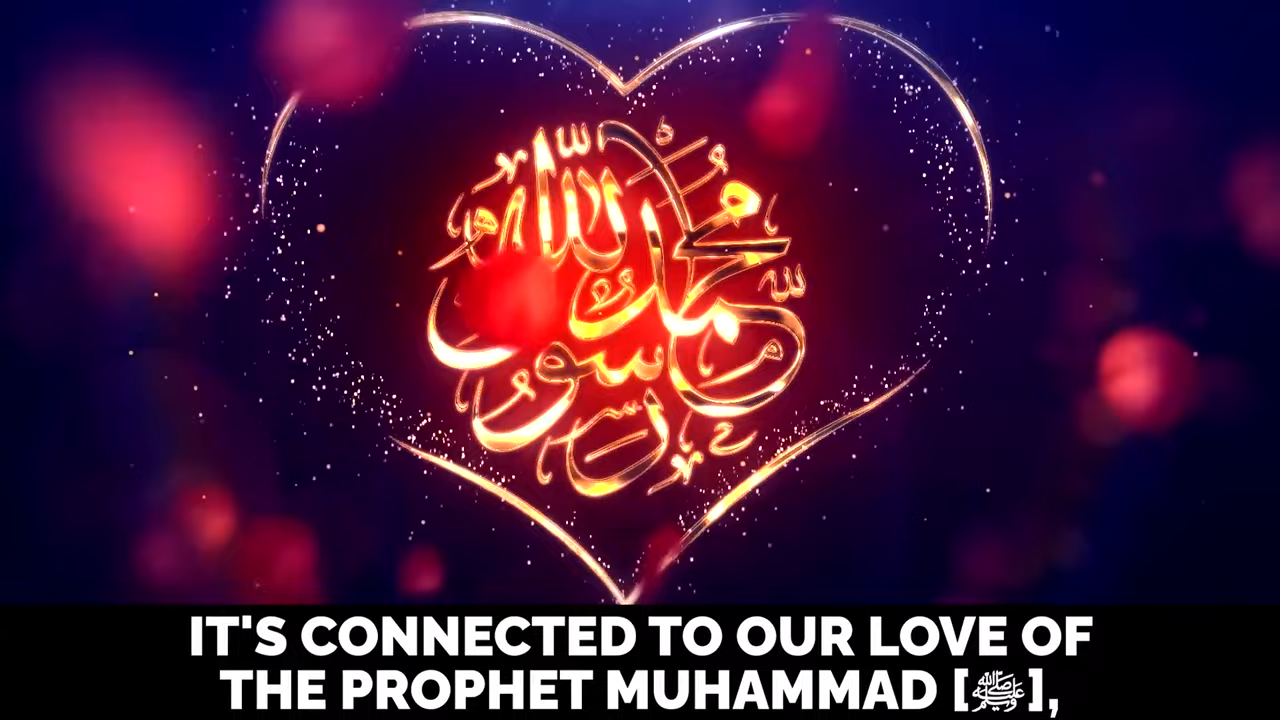 محمد رسول الله
IT'S CONNECTED TO OUR LOVE OF
THE PROPHET MUHAMMAD [ﷺ],